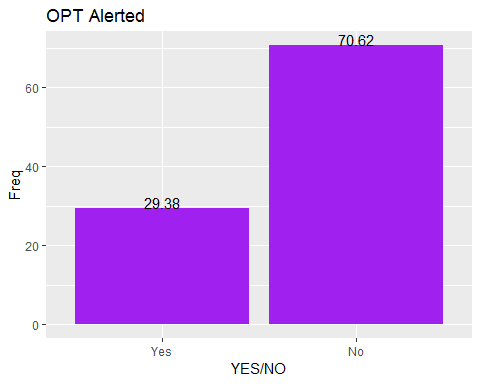 OPT Alerted
70.62
60
40
Freq
29.38
20
0
Yes No
YES/NO